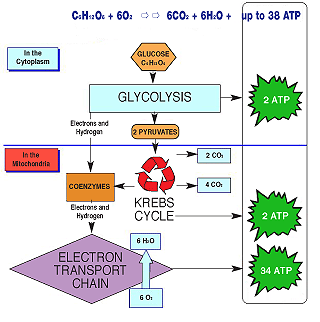 C₆H₁₂O₆ + 6O₂ ⇨⇨ 6CO₂ + 6H₂O + up to 38 ATP
In the
Cytoplasm
GLUCOSE
C₆H₁₂O₆
GLYCOLYSIS
2 ATP
Electrons and
Hydrogen
2 PYRUVATES
In the
Mitochondria
2 CO₂
COENZYMES
4 CO₂
KREBS
CYCLE
Electrons and
Hydrogen
2 ATP
6 H₂O
ELECTRON
TRANSPORT
CHAIN
34 ATP
6 O₂